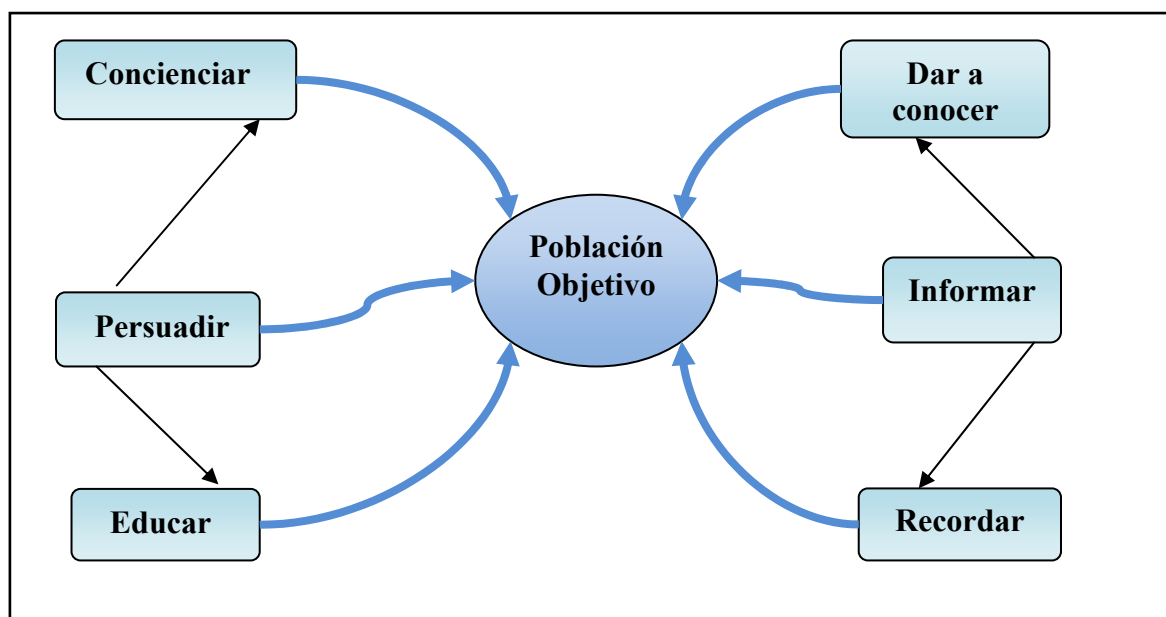 Concienciar
Dar a
conocer
Población
Objetivo
Persuadir
Informar
Educar
Recordar